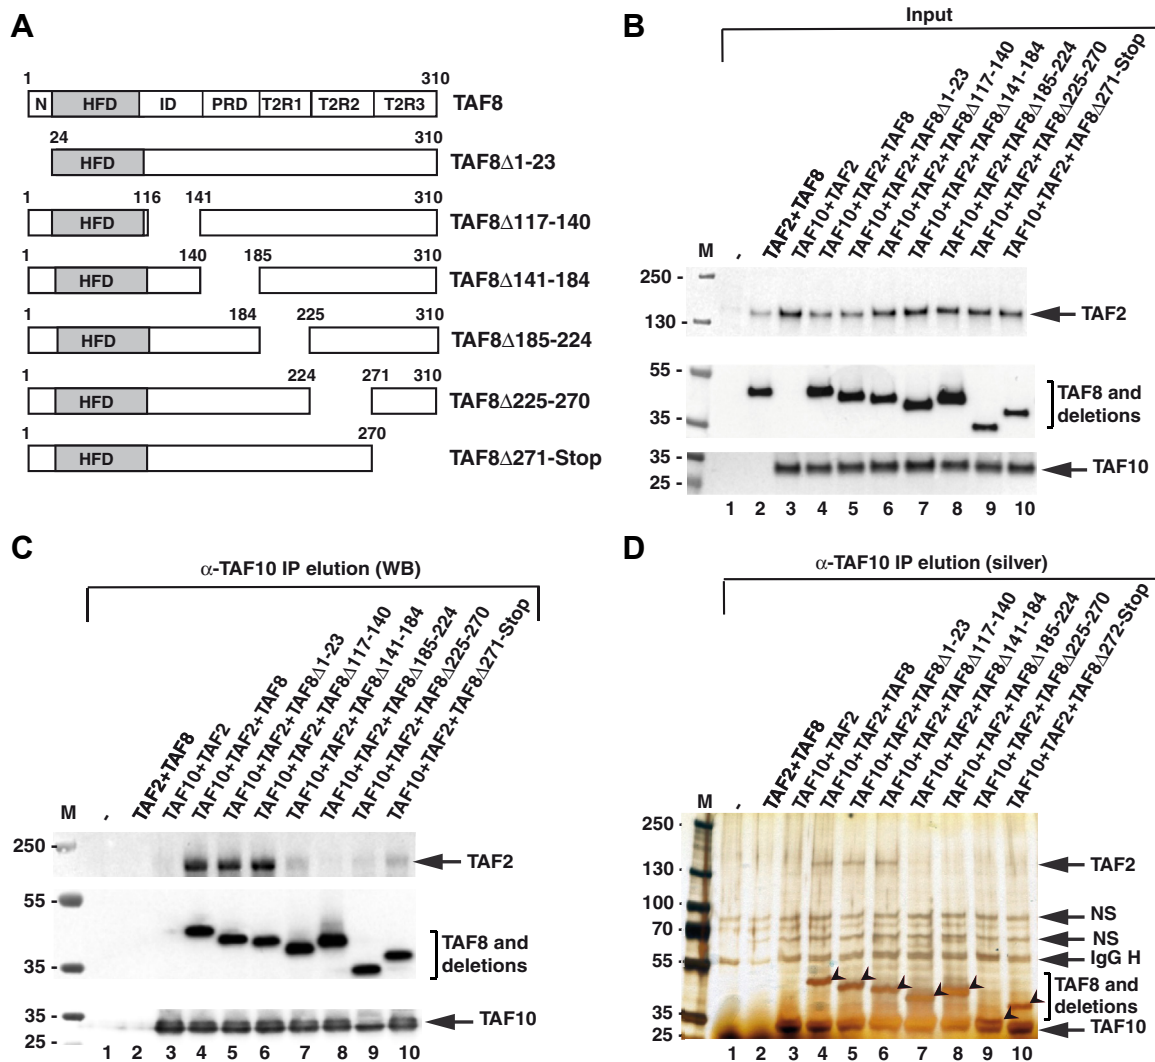 A
1 310
N HFD ID PRD T2R1 T2R2 T2R3 TAF8
24 310
HFD TAF8Δ1-23
1 116 141 310
HFD TAF8Δ117-140
1 140 185 310
HFD TAF8Δ141-184
1 184 225 310
HFD TAF8Δ185-224
1 224 271 310
HFD TAF8Δ225-270
1 270
HFD TAF8Δ271-Stop
B
Input
-
TAF2+TAF8
TAF10+TAF2
TAF10+TAF2+TAF8
TAF10+TAF2+TAF8Δ1-23
TAF10+TAF2+TAF8Δ117-140
TAF10+TAF2+TAF8Δ141-184
TAF10+TAF2+TAF8Δ185-224
TAF10+TAF2+TAF8Δ225-270
TAF10+TAF2+TAF8Δ271-Stop
M
250 -
130 -
TAF2
55 -
35 -
TAF8 and
deletions
35 -
25 -
TAF10
1 2 3 4 5 6 7 8 9 10
C
α-TAF10 IP elution (WB)
-
TAF2+TAF8
TAF10+TAF2
TAF10+TAF2+TAF8
TAF10+TAF2+TAF8Δ1-23
TAF10+TAF2+TAF8Δ117-140
TAF10+TAF2+TAF8Δ141-184
TAF10+TAF2+TAF8Δ185-224
TAF10+TAF2+TAF8Δ225-270
TAF10+TAF2+TAF8Δ271-Stop
M
250 -
TAF2
55 -
35 -
TAF8 and
deletions
35 -
25 -
TAF10
1 2 3 4 5 6 7 8 9 10
D
α-TAF10 IP elution (silver)
-
TAF2+TAF8
TAF10+TAF2
TAF10+TAF2+TAF8
TAF10+TAF2+TAF8Δ1-23
TAF10+TAF2+TAF8Δ117-140
TAF10+TAF2+TAF8Δ141-184
TAF10+TAF2+TAF8Δ185-224
TAF10+TAF2+TAF8Δ225-270
TAF10+TAF2+TAF8Δ272-Stop
M
250 -
130 -
TAF2
100 -
NS
70 -
NS
55 -
IgG H
35 -
TAF8 and
deletions
25 -
TAF10
1 2 3 4 5 6 7 8 9 10